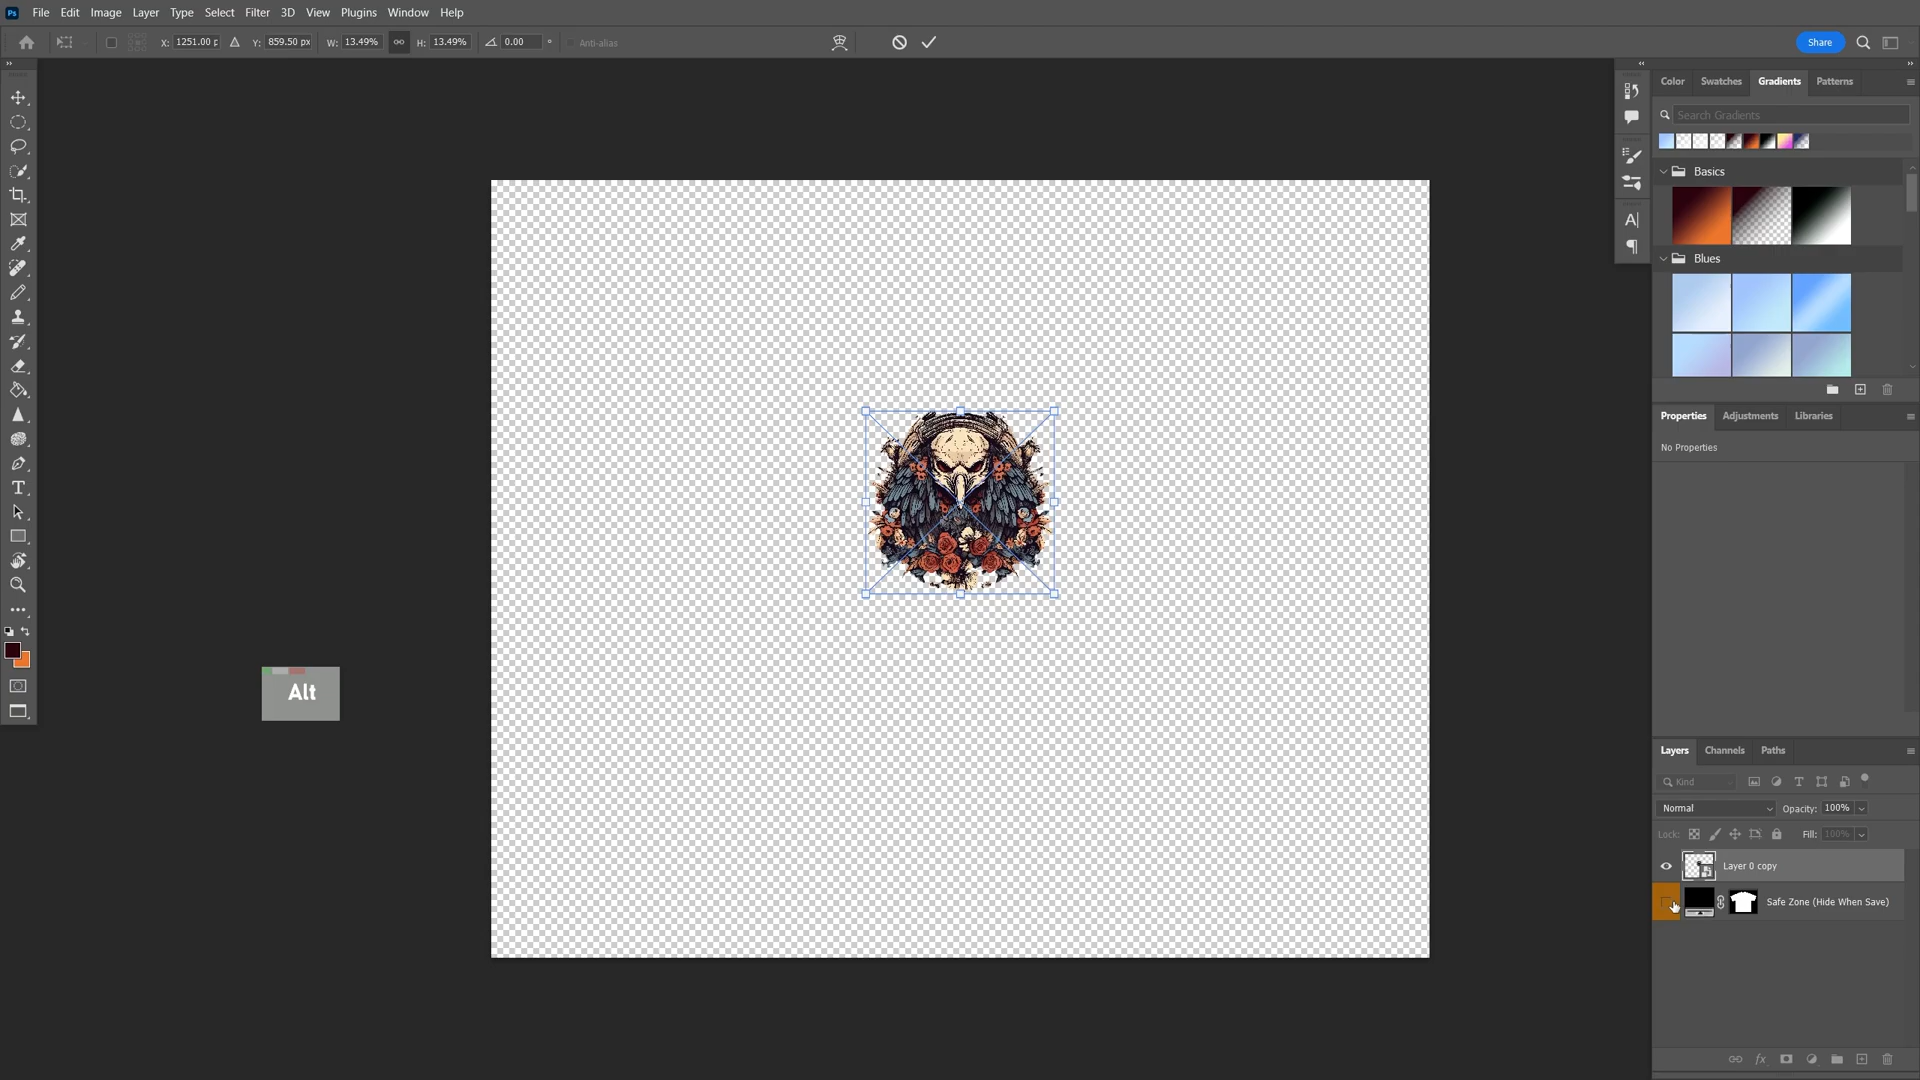 Ps File Edit Image Layer Type Select Filter 3D View Plugins Window Help
X: 1251.00 p Y: 859.50 px W: 13.49% H: 13.49% 0.00 ° Anti-alias Share
Color Swatches Gradients Patterns
Search Gradients
Basics
Blues
Properties Adjustments Libraries
No Properties
Alt
Layers Channels Paths
Kind
Normal Opacity: 100%
Lock: Fill: 100%
Layer 0 copy
Safe Zone (Hide When Save)